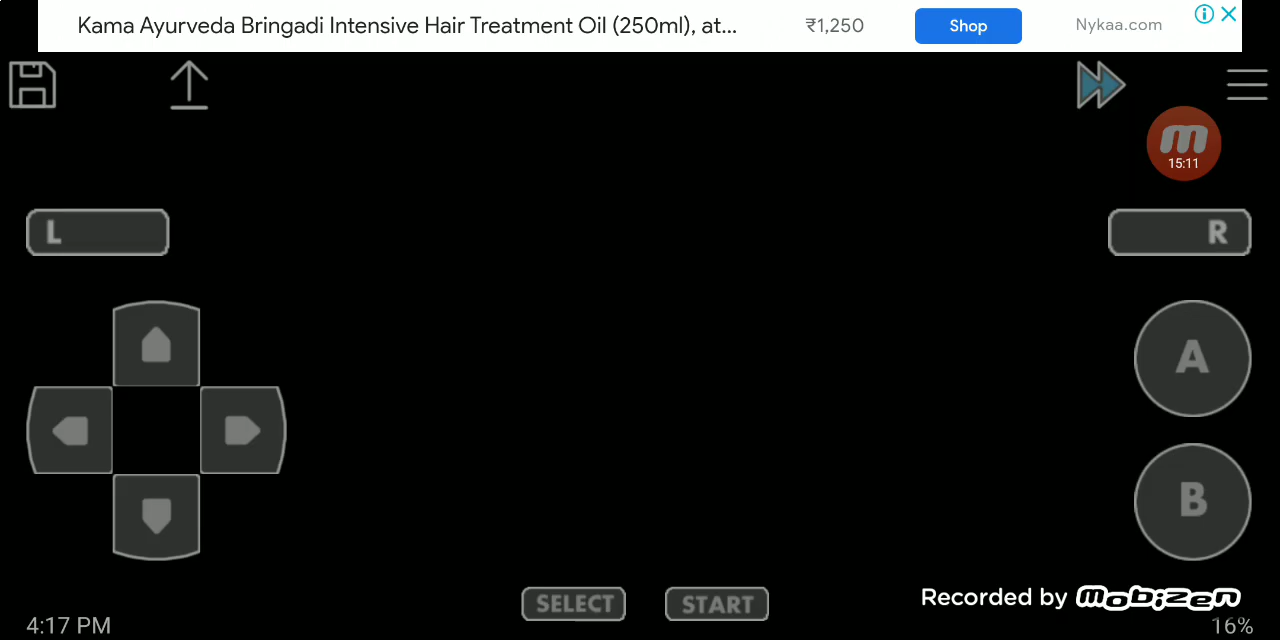 Kama Ayurveda Bringadi Intensive Hair Treatment Oil (250ml), at... ₹1,250 Shop Nykaa.com
m
15:11
L R
A
B
SELECT START
Recorded by mobizen
4:17 PM 16%